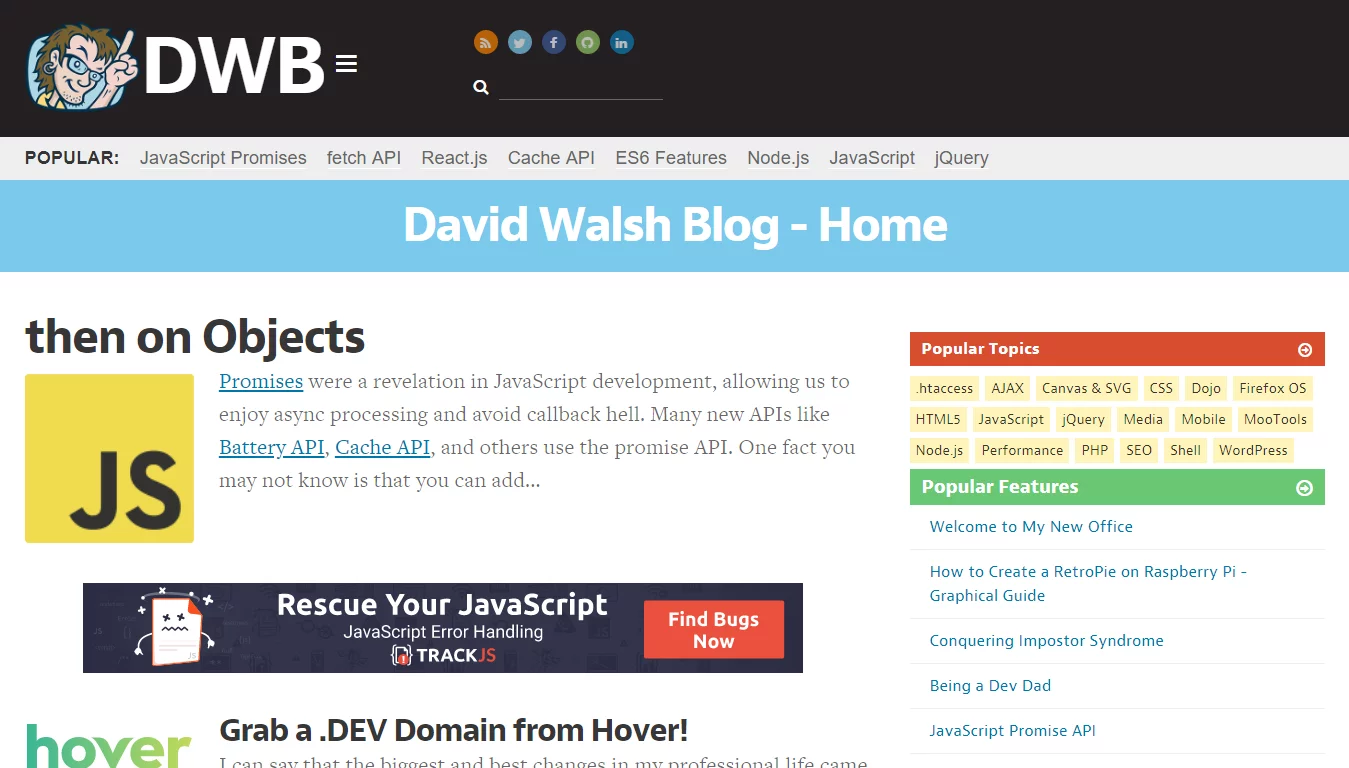 DWB
POPULAR: JavaScript Promises fetch API React.js Cache API ES6 Features Node.js JavaScript jQuery
David Walsh Blog - Home
then on Objects
JS
Promises were a revelation in JavaScript development, allowing us to
enjoy async processing and avoid callback hell. Many new APIs like
Battery API, Cache API, and others use the promise API. One fact you
may not know is that you can add...
Rescue Your JavaScript
JavaScript Error Handling
TRACKJS
Find Bugs
Now
hover
Grab a .DEV Domain from Hover!
I can say that the biggest and best changes in my professional life came
Popular Topics
.htaccess AJAX Canvas & SVG CSS Dojo Firefox OS
HTML5 JavaScript jQuery Media Mobile MooTools
Node.js Performance PHP SEO Shell WordPress
Popular Features
Welcome to My New Office
How to Create a RetroPie on Raspberry Pi -
Graphical Guide
Conquering Impostor Syndrome
Being a Dev Dad
JavaScript Promise API